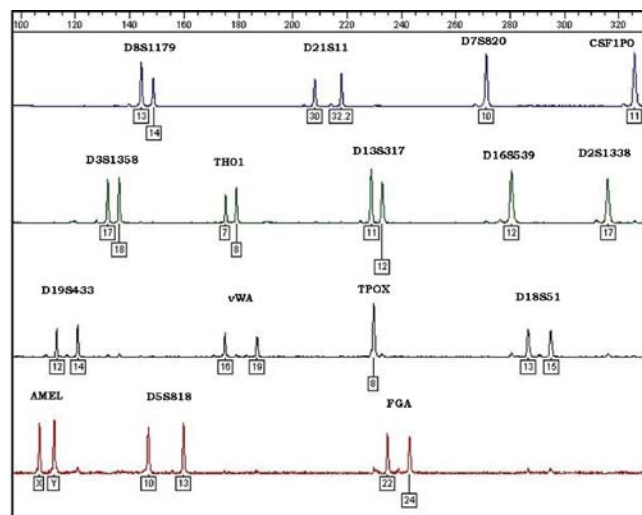 100 120 140 160 180 200 220 240 260 280 300 320
D8S1179 D21S11 D7S820 CSF1PO
13 14 30 32.2 10 11
D3S1358 THO1 D13S317 D16S539 D2S1338
17 18 7 8 11 12 12 17
D19S433 vWA TPOX D18S51
12 14 16 19 8 13 15
AMEL D5S818 FGA
X Y 10 13 22 24